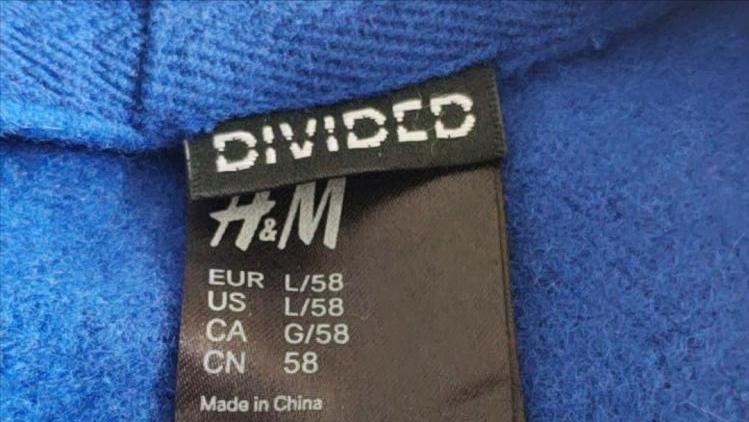 DIVIDED
H&M
EUR L/58
US L/58
CA G/58
CN 58
Made in China